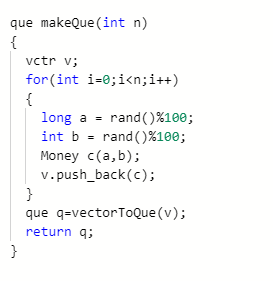 que makeQue(int n)
{
  vctr v;
  for(int i=0;i<n;i++)
  {
    long a = rand()%100;
    int b = rand()%100;
    Money c(a,b);
    v.push_back(c);
  }
  que q=vectorToQue(v);
  return q;
}